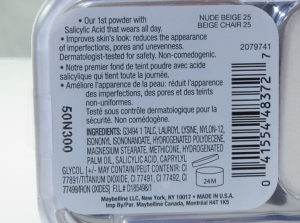 • Our 1st powder with
Salicylic Acid that wears all day.
• Improves skin's look: reduces the appearance
of imperfections, pores and unevenness.
Dermatologist-tested for safety. Non-comedogenic.
• Notre premier fond de teint poudre avec acide
salicylique qui tient toute la journée.
• Améliore l'apparence de la peau: réduit l'apparence
des imperfections, des pores et des teints
non-uniformes.
Testé sous contrôle dermatologique pour la
sécurité. Non-comédogène.
NUDE BEIGE 25
BEIGE CHAIR 25
2079741
50N300
INGREDIENTS: G3494 1 TALC, LAUROYL LYSINE, NYLON-12,
ISONONYL ISONONANOATE, HYDROGENATED POLYDECENE,
MAGNESIUM STEARATE, METHICONE, HYDROGENATED
PALM OIL, SALICYLIC ACID, CAPRYLYL
GLYCOL. [+/- MAY CONTAIN/PEUT CONTENIR: CI
77891/TITANIUM DIOXIDE, CI 77491, CI 77492, CI
77499/IRON OXIDES] F.I.L.# D185496/1
24M
0 41554 48372 7
Maybelline LLC, New York, NY 10017 • MADE IN U.S.A.
Imp. By/Par. Maybelline Canada, Montreal H4T 1K5